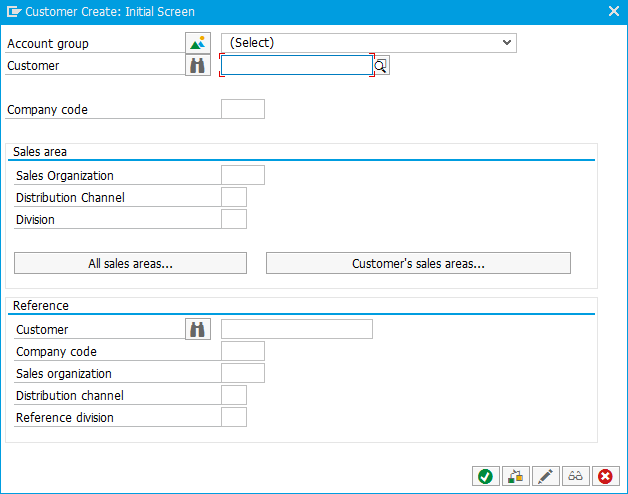 Customer Create: Initial Screen
Account group (Select)
Customer
Company code
Sales area
Sales Organization
Distribution Channel
Division
All sales areas... Customer's sales areas...
Reference
Customer
Company code
Sales organization
Distribution channel
Reference division